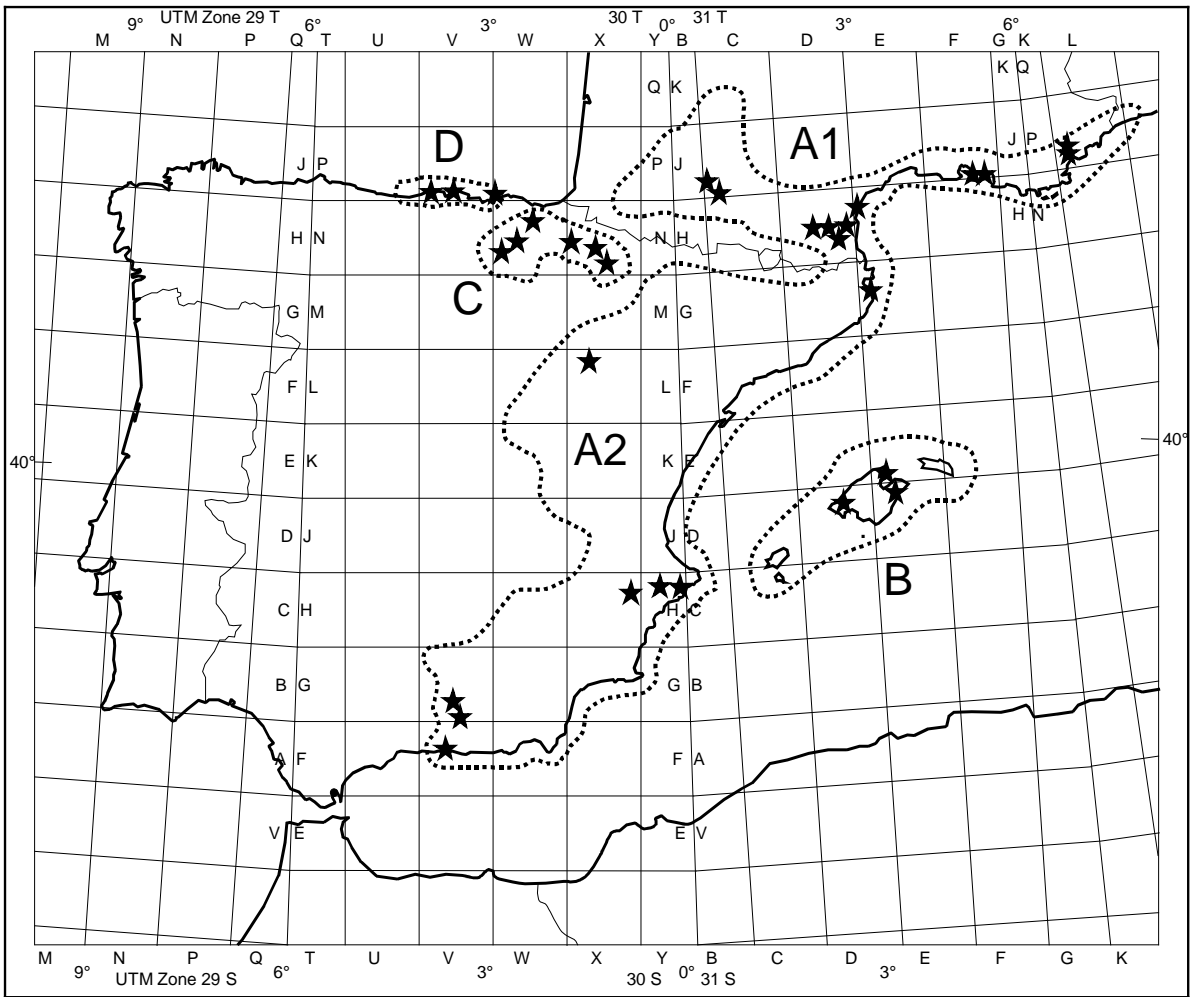 UTM Zone 29 T 30 T 31 T
9° 6° 3° 0° 3° 6°
M N P Q T U V W X Y B C D E F G K L
K Q
Q K
A1
D
J P
J P P J
H N
H N N H
C
G M M G
F L L F
A2
40° E K K E 40°
D J J D
B
C H H C
B G G B
A F F A
V E E V
M N P Q T U V W X Y B C D E F G K
9° 6° 3° 0° 3°
UTM Zone 29 S 30 S 31 S